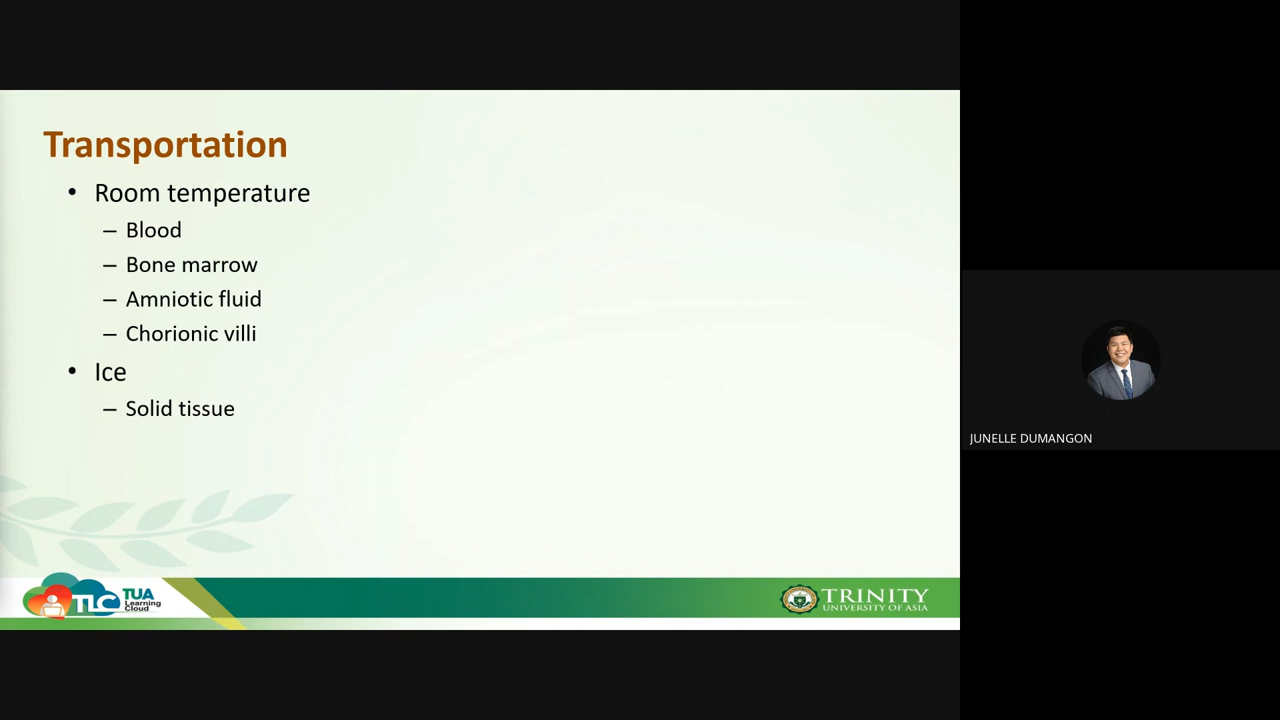 Transportation
• Room temperature
– Blood
– Bone marrow
– Amniotic fluid
– Chorionic villi
• Ice
– Solid tissue
JUNELLE DUMANGON
TLC TUA Learning Cloud
TRINITY
UNIVERSITY OF ASIA